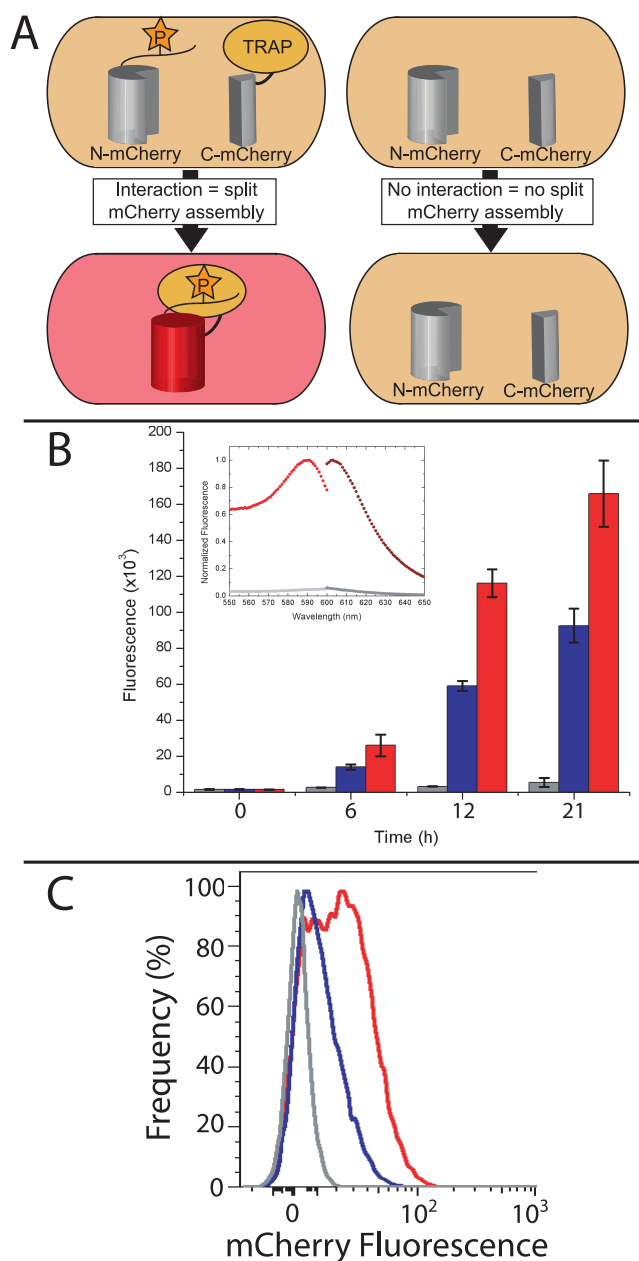 A
P
TRAP
N-mCherry C-mCherry
N-mCherry C-mCherry
Interaction = split
mCherry assembly
No interaction = no split
mCherry assembly
P
N-mCherry C-mCherry
B
Fluorescence (x10³)
200
180
160
140
120
100
80
60
40
20
0
0 6 12 21
Time (h)
Normalized Fluorescence
1.0
0.8
0.6
0.4
0.2
0.0
550 560 570 580 590 600 610 620 630 640 650
Wavelength (nm)
C
Frequency (%)
100
80
60
40
20
0
0 10² 10³
mCherry Fluorescence